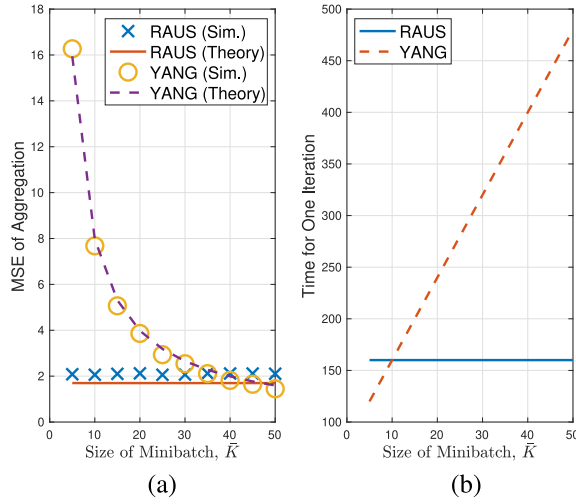 18
16
14
12
10
8
6
4
2
0
MSE of Aggregation
RAUS (Sim.)
RAUS (Theory)
YANG (Sim.)
YANG (Theory)
0 10 20 30 40 50
Size of Minibatch, K̄
(a)
500
450
400
350
300
250
200
150
100
Time for One Iteration
RAUS
YANG
0 10 20 30 40 50
Size of Minibatch, K̄
(b)